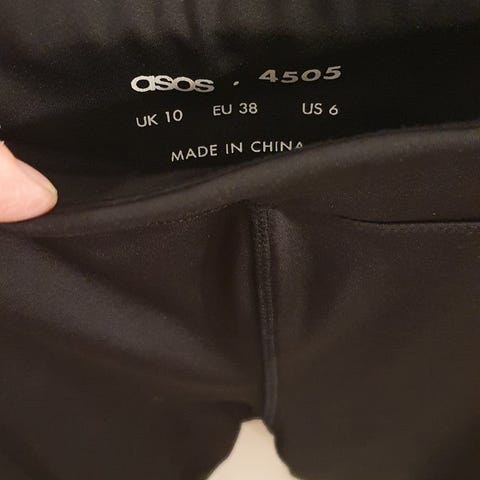 asos . 4505
UK 10 EU 38 US 6
MADE IN CHINA